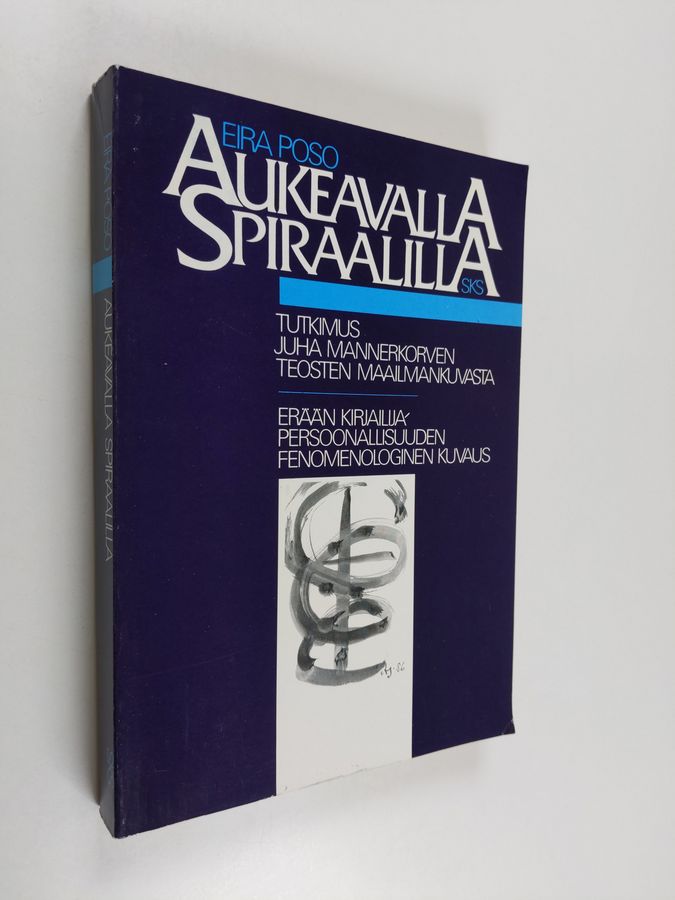 EIRA POSO
AUKEAVALLA
SPIRAALILLA
SKS
TUTKIMUS
JUHA MANNERKORVEN
TEOSTEN MAAILMANKUVASTA
ERÄÄN KIRJAILIJA-
PERSOONALLISUUDEN
FENOMENOLOGINEN KUVAUS
EIRA POSO
AUKEAVALLA SPIRAALILLA
SKS